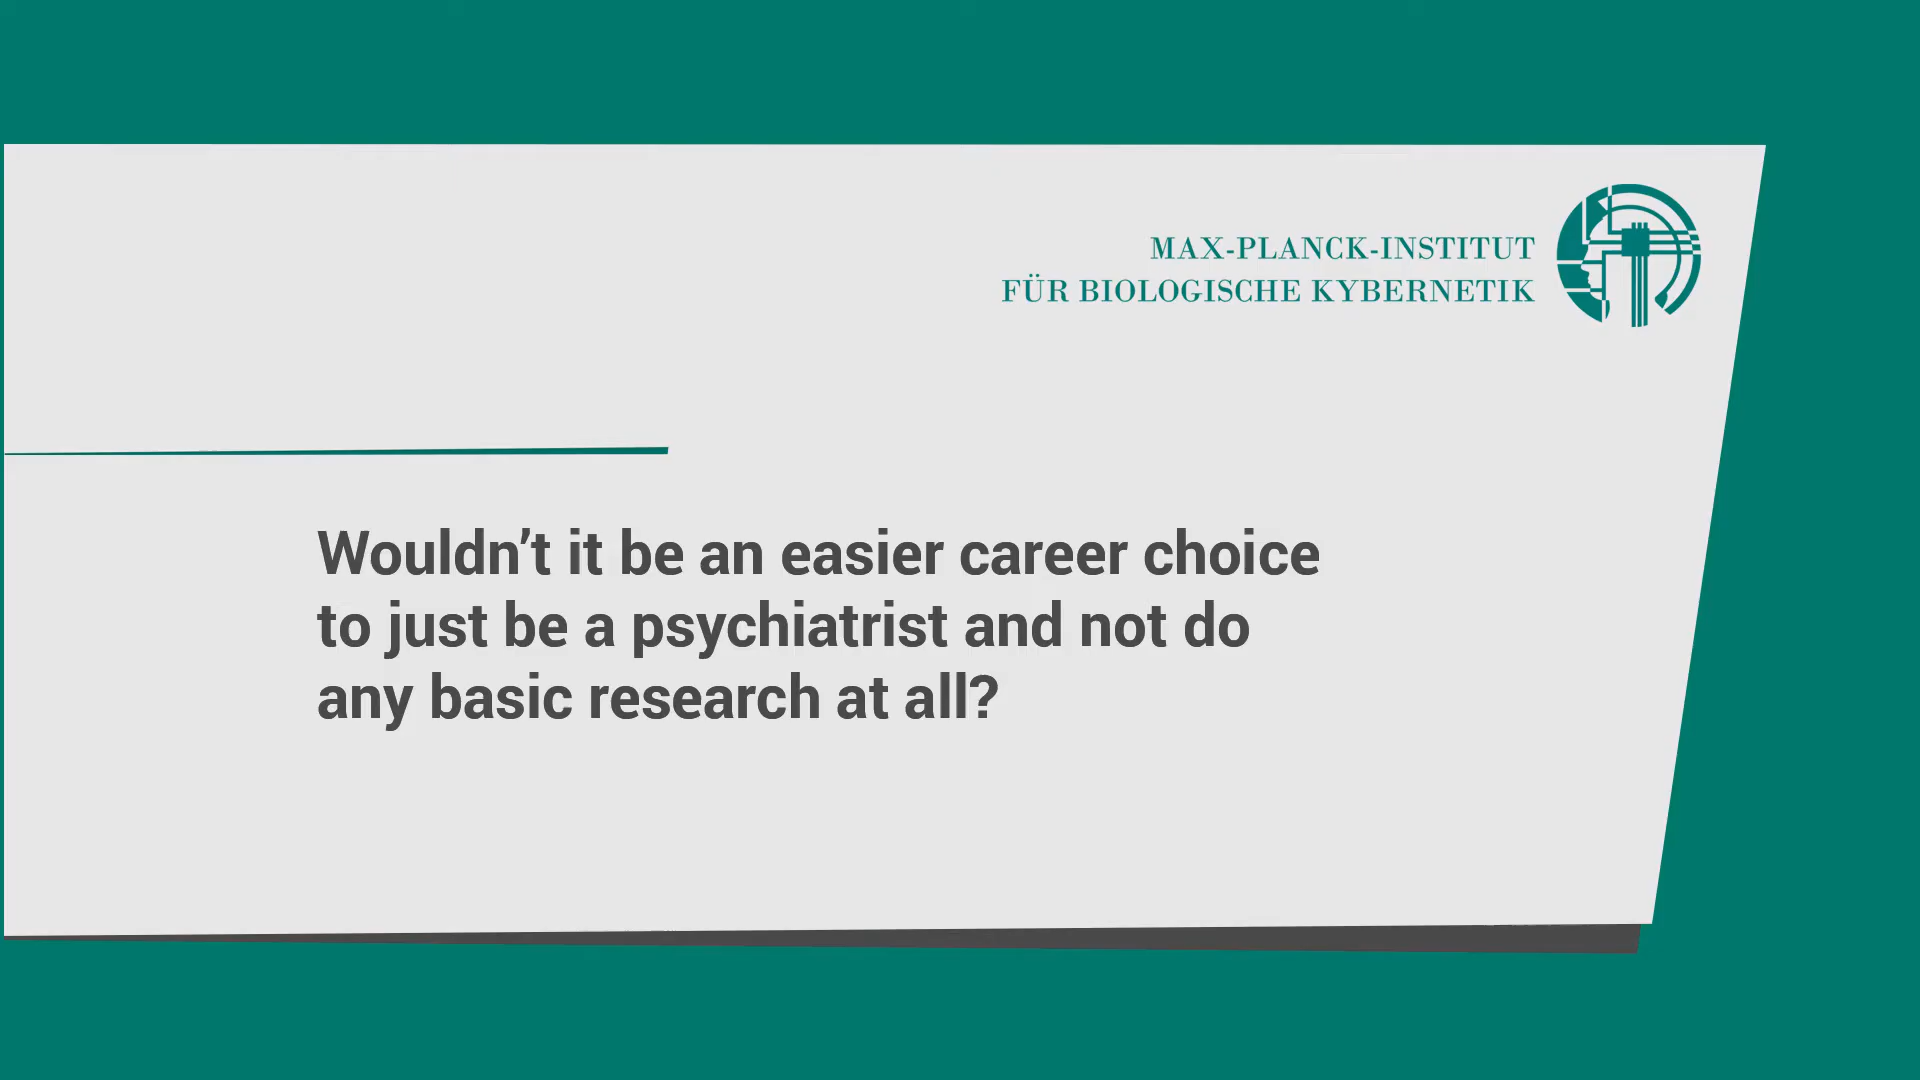 MAX-PLANCK-INSTITUT
FÜR BIOLOGISCHE KYBERNETIK
Wouldn’t it be an easier career choice
to just be a psychiatrist and not do
any basic research at all?